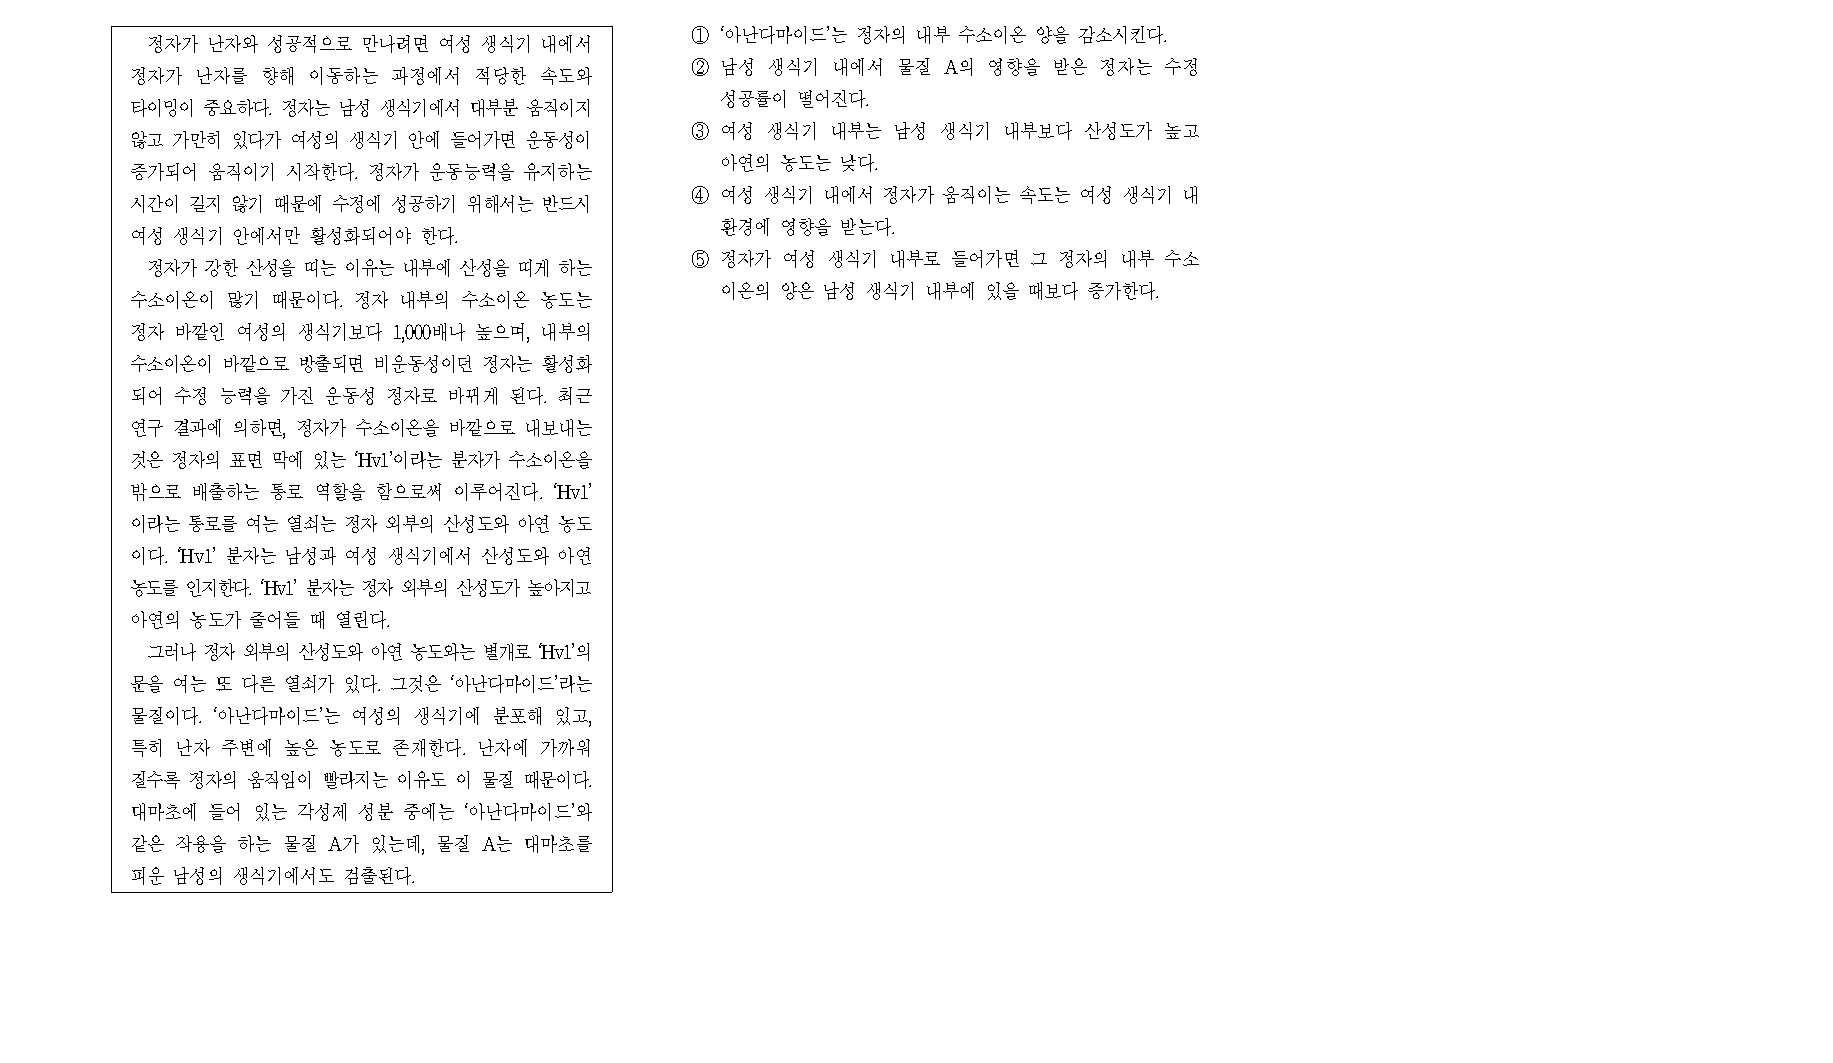 정자가 난자와 성공적으로 만나려면 여성 생식기 내에서
정자가 난자를 향해 이동하는 과정에서 적당한 속도와
타이밍이 중요하다. 정자는 남성 생식기에서 대부분 움직이지
않고 가만히 있다가 여성의 생식기 안에 들어가면 운동성이
증가되어 움직이기 시작한다. 정자가 운동능력을 유지하는
시간이 길지 않기 때문에 수정에 성공하기 위해서는 반드시
여성 생식기 안에서만 활성화되어야 한다.
정자가 강한 산성을 띠는 이유는 내부에 산성을 띠게 하는
수소이온이 많기 때문이다. 정자 내부의 수소이온 농도는
정자 바깥인 여성의 생식기보다 1,000배나 높으며, 내부의
수소이온이 바깥으로 방출되면 비운동성이던 정자는 활성화
되어 수정 능력을 가진 운동성 정자로 바뀌게 된다. 최근
연구 결과에 의하면, 정자가 수소이온을 바깥으로 내보내는
것은 정자의 표면 막에 있는 ‘Hv1’이라는 분자가 수소이온을
밖으로 배출하는 통로 역할을 함으로써 이루어진다. ‘Hv1’
이라는 통로를 여는 열쇠는 정자 외부의 산성도와 아연 농도
이다. ‘Hv1’ 분자는 남성과 여성 생식기에서 산성도와 아연
농도를 인지한다. ‘Hv1’ 분자는 정자 외부의 산성도가 높아지고
아연의 농도가 줄어들 때 열린다.
그러나 정자 외부의 산성도와 아연 농도와는 별개로 ‘Hv1’의
문을 여는 또 다른 열쇠가 있다. 그것은 ‘아난다마이드’라는
물질이다. ‘아난다마이드’는 여성의 생식기에 분포해 있고,
특히 난자 주변에 높은 농도로 존재한다. 난자에 가까워
질수록 정자의 움직임이 빨라지는 이유도 이 물질 때문이다.
대마초에 들어 있는 각성제 성분 중에는 ‘아난다마이드’와
같은 작용을 하는 물질 A가 있는데, 물질 A는 대마초를
피운 남성의 생식기에서도 검출된다.
① ‘아난다마이드’는 정자의 내부 수소이온 양을 감소시킨다.
② 남성 생식기 내에서 물질 A의 영향을 받은 정자는 수정
성공률이 떨어진다.
③ 여성 생식기 내부는 남성 생식기 내부보다 산성도가 높고
아연의 농도는 낮다.
④ 여성 생식기 내에서 정자가 움직이는 속도는 여성 생식기 내
환경에 영향을 받는다.
⑤ 정자가 여성 생식기 내부로 들어가면 그 정자의 내부 수소
이온의 양은 남성 생식기 내부에 있을 때보다 증가한다.